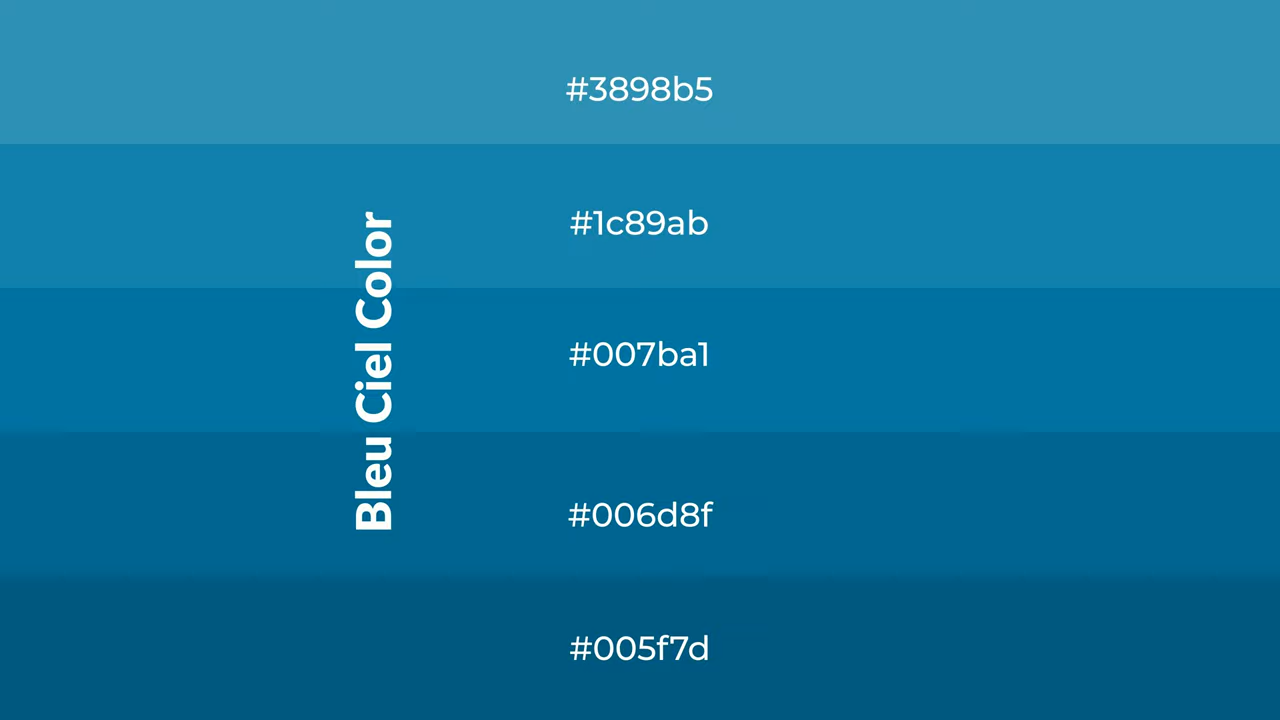 Bleu Ciel Color
#3898b5
#1c89ab
#007ba1
#006d8f
#005f7d